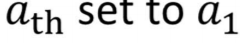 a_th set to a_1